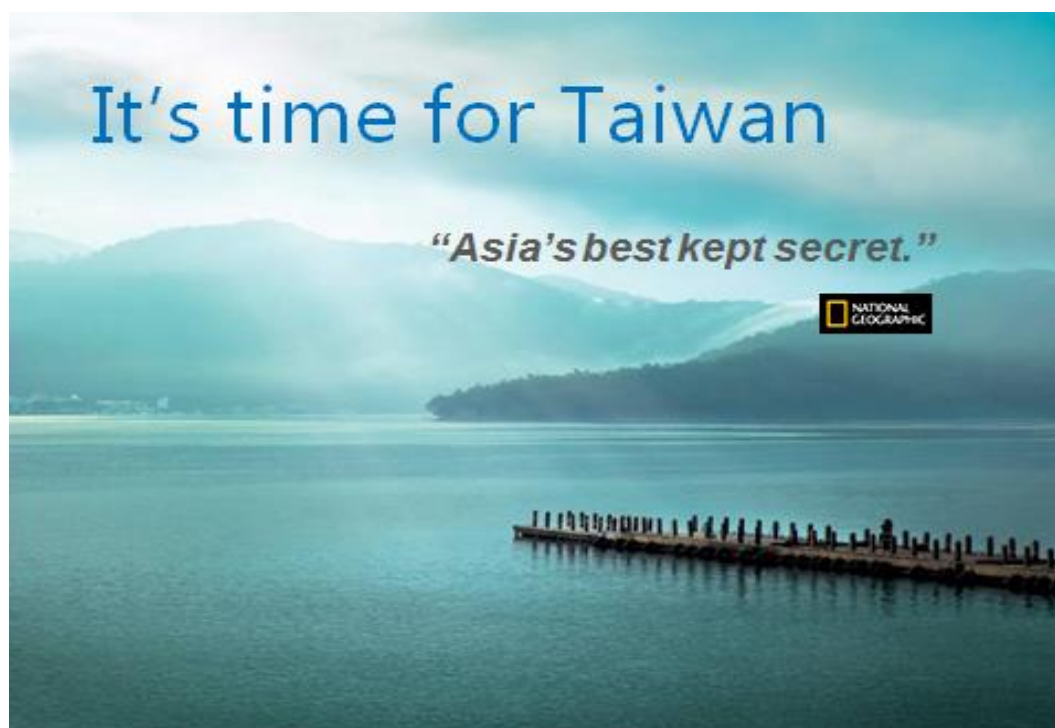 It's time for Taiwan
“Asia’s best kept secret.”
NATIONAL
GEOGRAPHIC